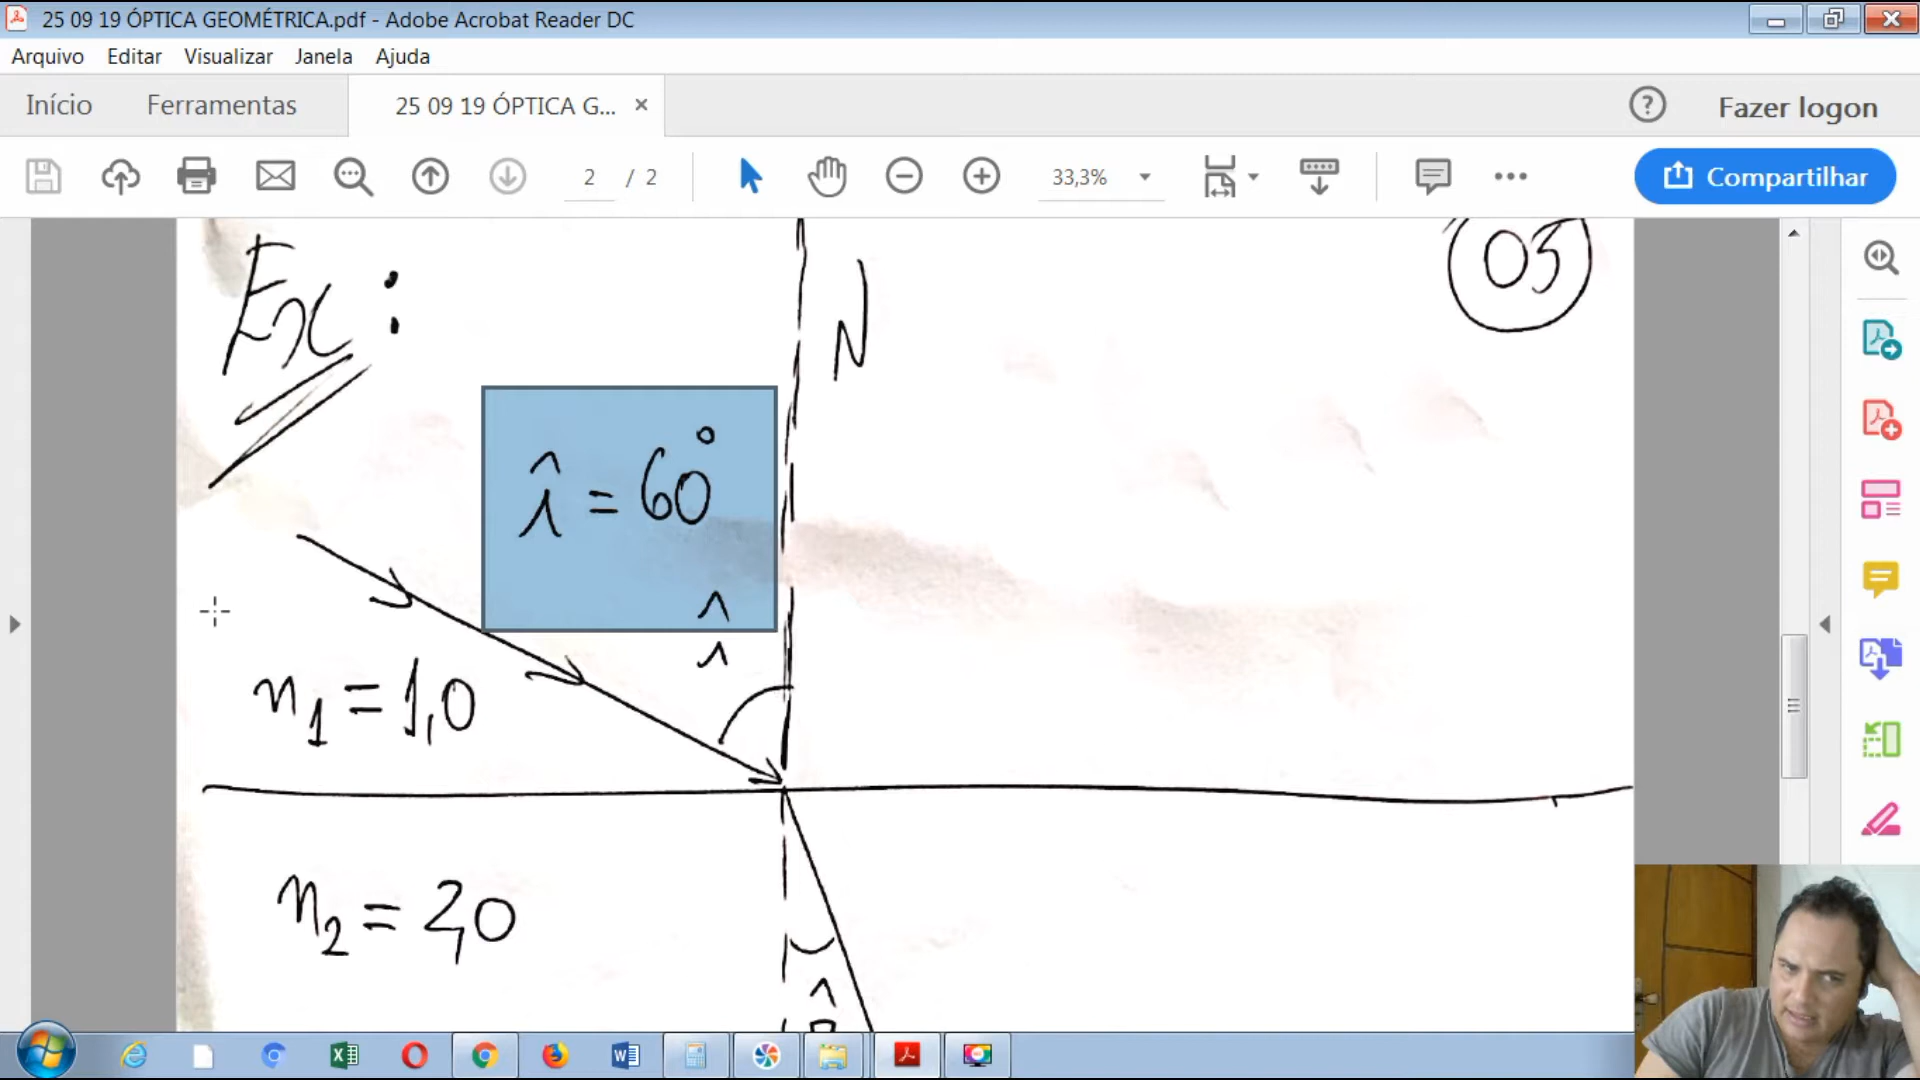 25 09 19 ÓPTICA GEOMÉTRICA.pdf - Adobe Acrobat Reader DC
Arquivo Editar Visualizar Janela Ajuda
Início Ferramentas 25 09 19 ÓPTICA G... × Fazer logon
2 / 2 33,3% Compartilhar
Ex: N 05
î = 60°
î
n1 = 1,0
n2 = 2,0